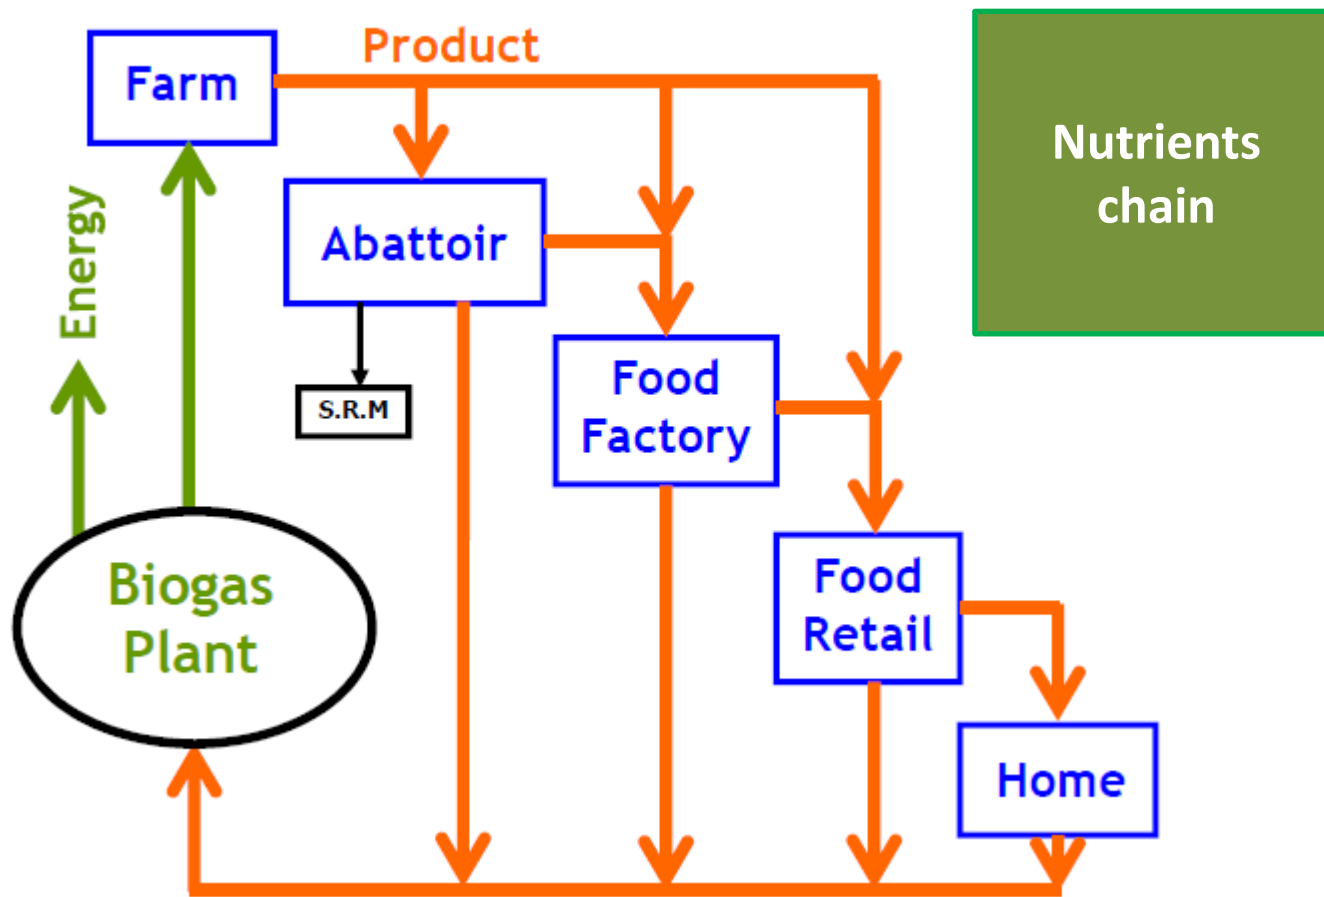 Product
Farm
Nutrients
chain
Energy
Abattoir
S.R.M
Food
Factory
Biogas
Plant
Food
Retail
Home